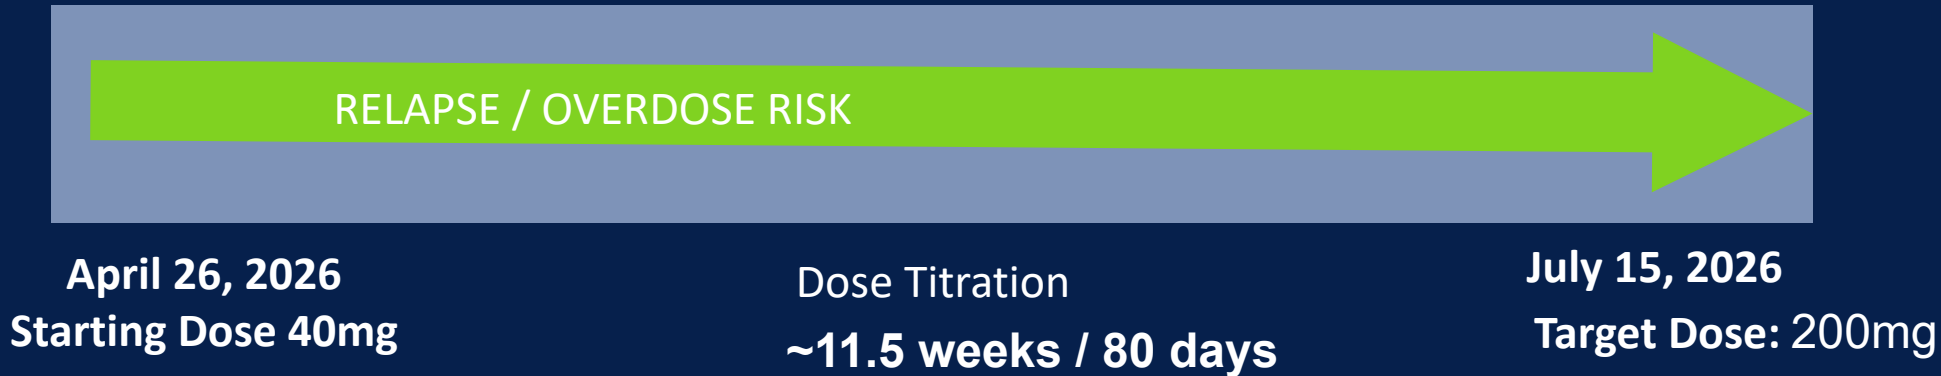 RELAPSE / OVERDOSE RISK
April 26, 2026
Starting Dose 40mg
Dose Titration
~11.5 weeks / 80 days
July 15, 2026
Target Dose: 200mg